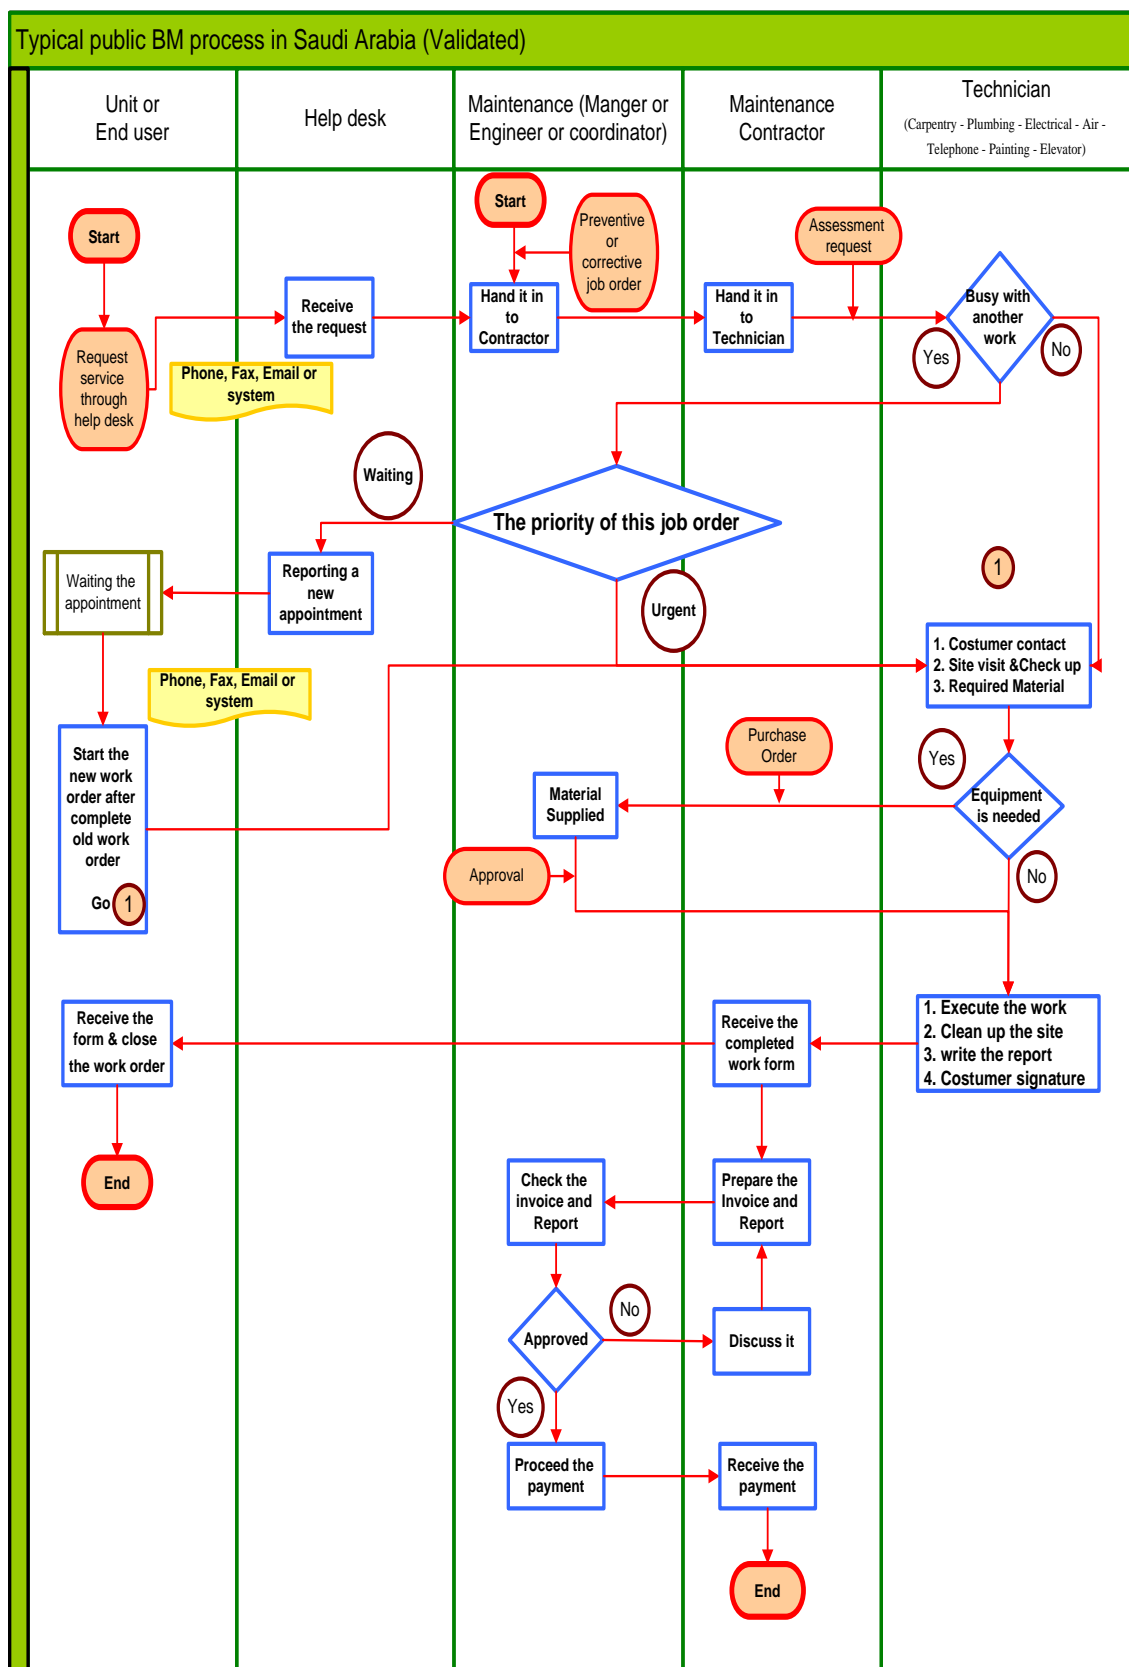 Typical public BM process in Saudi Arabia (Validated)
Unit or
End user
Help desk
Maintenance (Manger or
Engineer or coordinator)
Maintenance
Contractor
Technician
(Carpentry - Plumbing - Electrical - Air -
Telephone - Painting - Elevator)
Start
Start
Preventive
or
corrective
job order
Assessment
request
Request
service
through
help desk
Receive
the request
Hand it in
to
Contractor
Hand it in
to
Technician
Busy with
another
work
Yes
No
Phone, Fax, Email or
system
Waiting
The priority of this job order
Urgent
Waiting the
appointment
Reporting a
new
appointment
1
1. Costumer contact
2. Site visit &Check up
3. Required Material
Phone, Fax, Email or
system
Start the
new work
order after
complete
old work
order
Go 1
Purchase
Order
Yes
Material
Supplied
Equipment
is needed
Approval
No
Receive the
form & close
the work order
Receive the
completed
work form
1. Execute the work
2. Clean up the site
3. write the report
4. Costumer signature
End
Check the
invoice and
Report
Prepare the
Invoice and
Report
No
Approved
Discuss it
Yes
Proceed the
payment
Receive the
payment
End